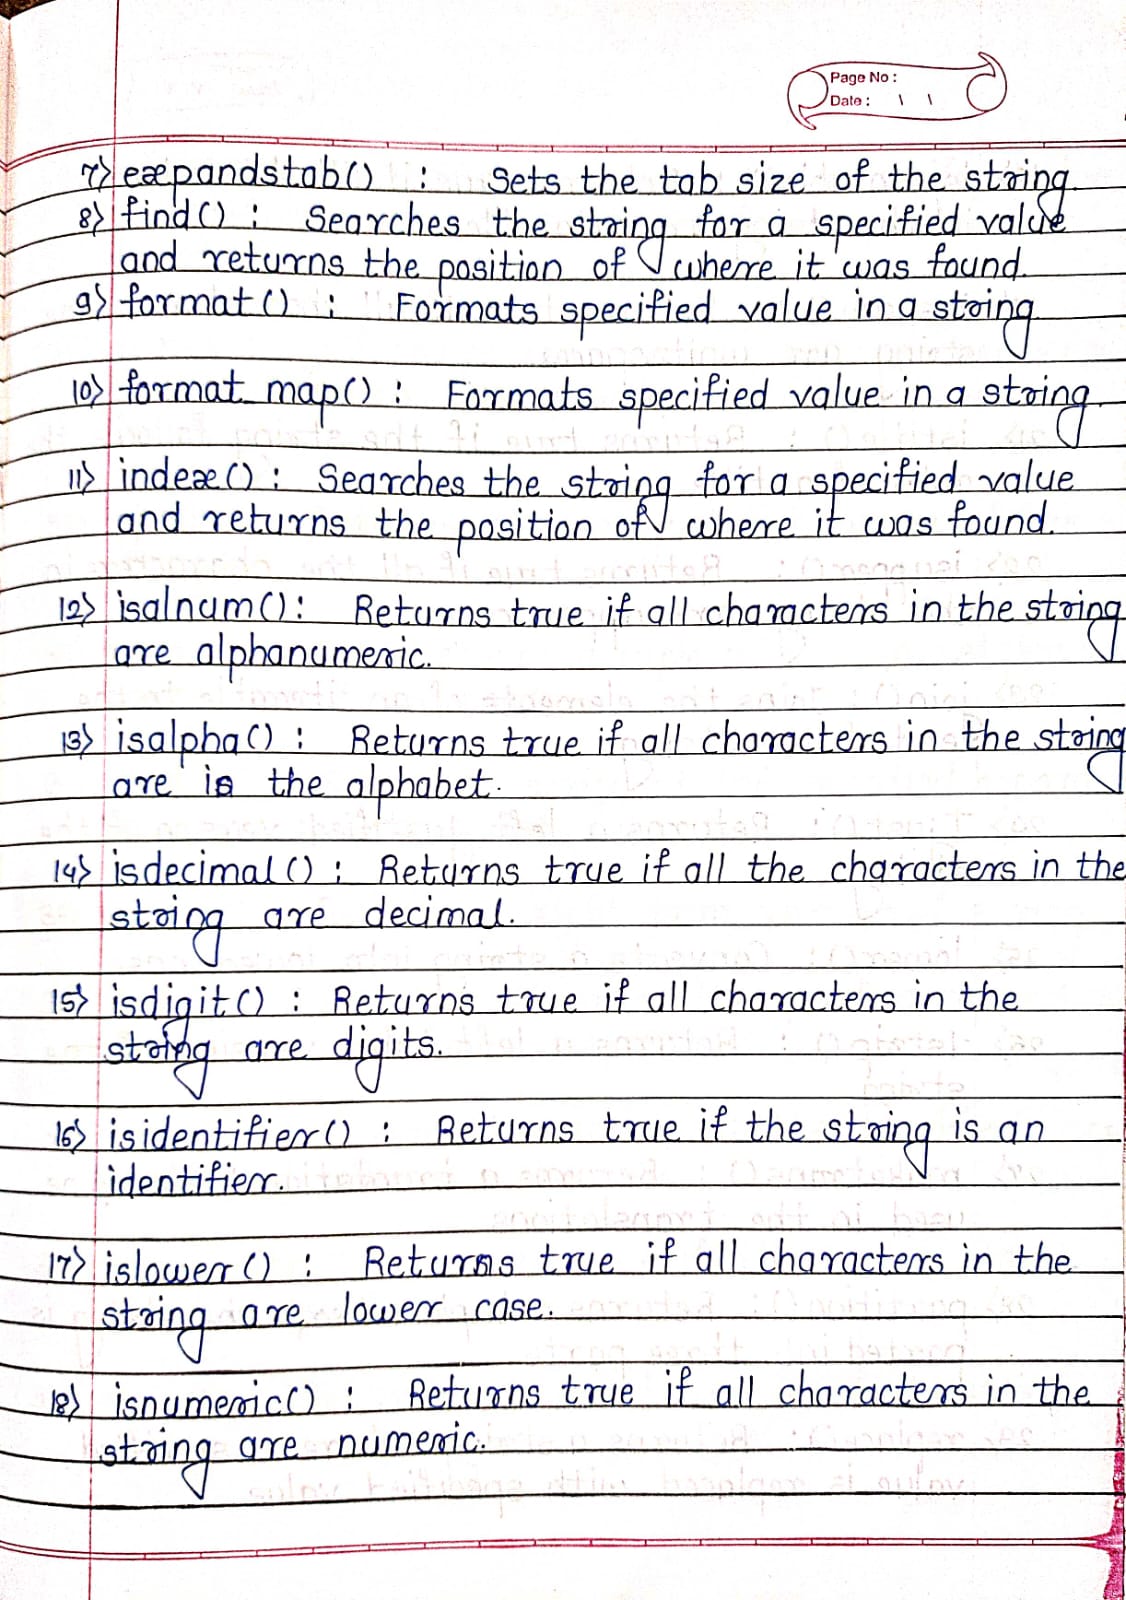 Page No :
Date : \ \
7) expandstab() : Sets the tab size of the string
8) find() : Searches the string for a specified value
and returns the position of where it was found.
9) format() : Formats specified value in a string
10) format_map() : Formats specified value in a string.
11) index() : Searches the string for a specified value
and returns the position of where it was found.
12) isalnum() : Returns true if all characters in the string
are alphanumeric.
13) isalpha() : Returns true if all characters in the string
are is the alphabet.
14) isdecimal() : Returns true if all the characters in the
string are decimal.
15) isdigit() : Returns true if all characters in the
string are digits.
16) isidentifier() : Returns true if the string is an
identifier.
17) islower() : Returns true if all characters in the
string are lower case.
18) isnumeric() : Returns true if all characters in the
string are numeric.